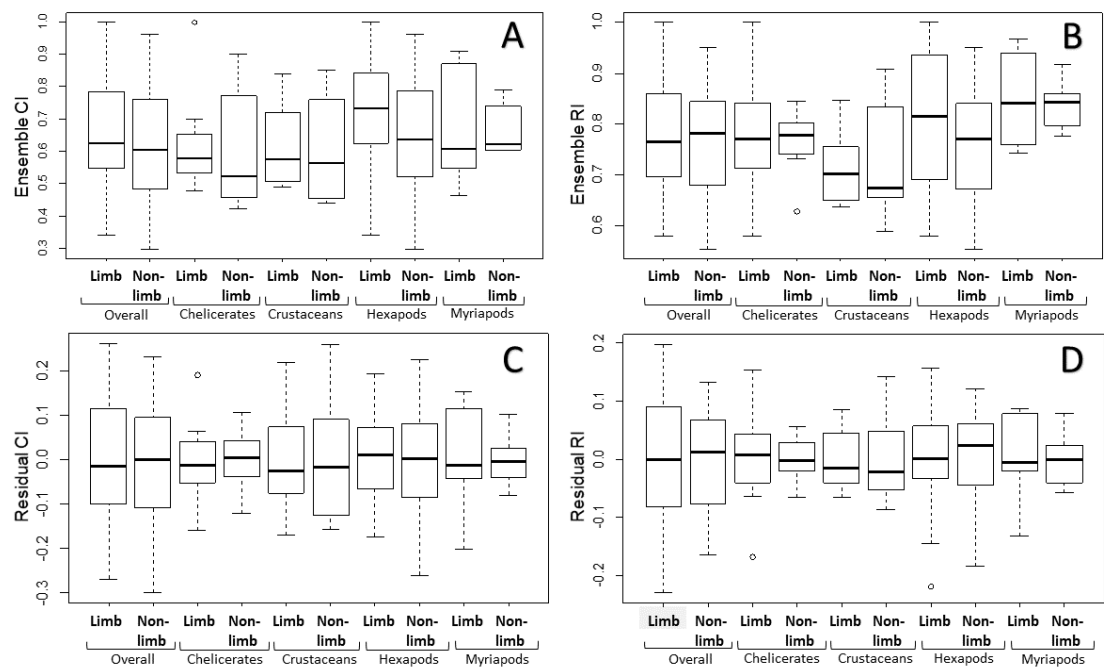 A
Ensemble CI
0.3 0.4 0.5 0.6 0.7 0.8 0.9 1.0
Limb Non- Limb Non- Limb Non- Limb Non- Limb Non-
limb limb limb limb limb
Overall Chelicerates Crustaceans Hexapods Myriapods
B
Ensemble RI
0.6 0.7 0.8 0.9 1.0
Limb Non- Limb Non- Limb Non- Limb Non- Limb Non-
limb limb limb limb limb
Overall Chelicerates Crustaceans Hexapods Myriapods
C
Residual CI
-0.3 -0.2 -0.1 0.0 0.1 0.2
Limb Non- Limb Non- Limb Non- Limb Non- Limb Non-
limb limb limb limb limb
Overall Chelicerates Crustaceans Hexapods Myriapods
D
Residual RI
-0.2 -0.1 0.0 0.1 0.2
Limb Non- Limb Non- Limb Non- Limb Non- Limb Non-
limb limb limb limb limb
Overall Chelicerates Crustaceans Hexapods Myriapods